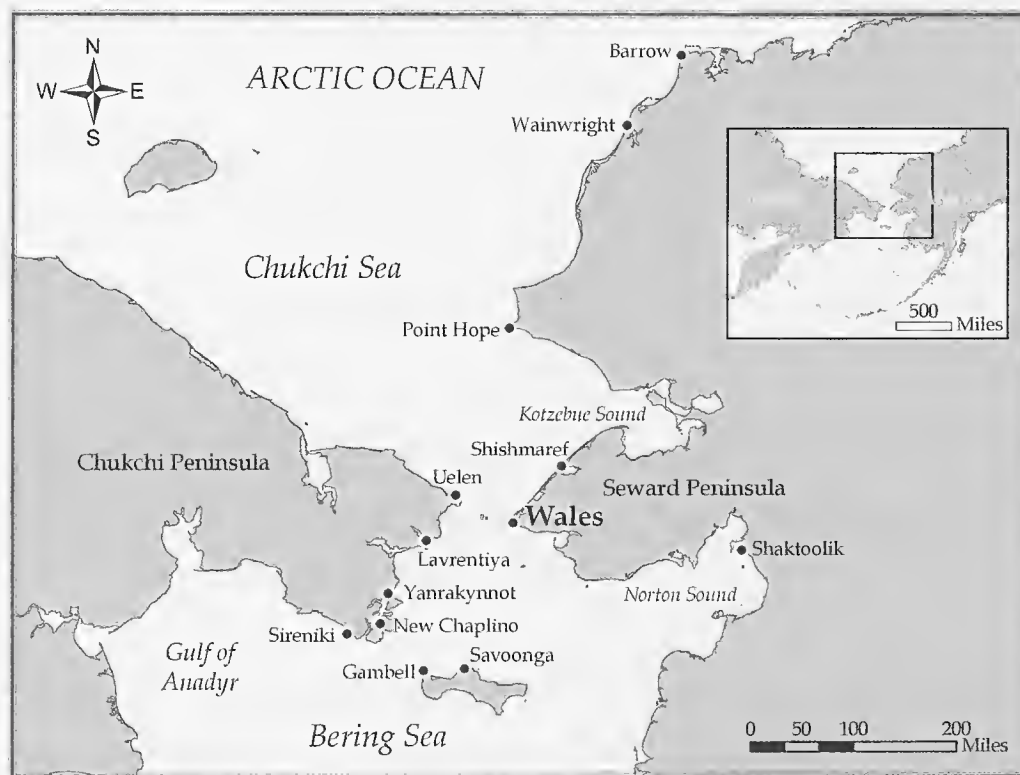 N
W E
S
ARCTIC OCEAN
Barrow
Wainwright
Chukchi Sea
500
Miles
Point Hope
Kotzebue Sound
Shishmaref
Chukchi Peninsula
Uelen
Seward Peninsula
Wales
Lavrentiya
Shaktoolik
Yanrakynnot
Norton Sound
New Chaplino
Sireniki
Gulf of
Anadyr
Savoonga
Gambell
Bering Sea
0 50 100 200
Miles